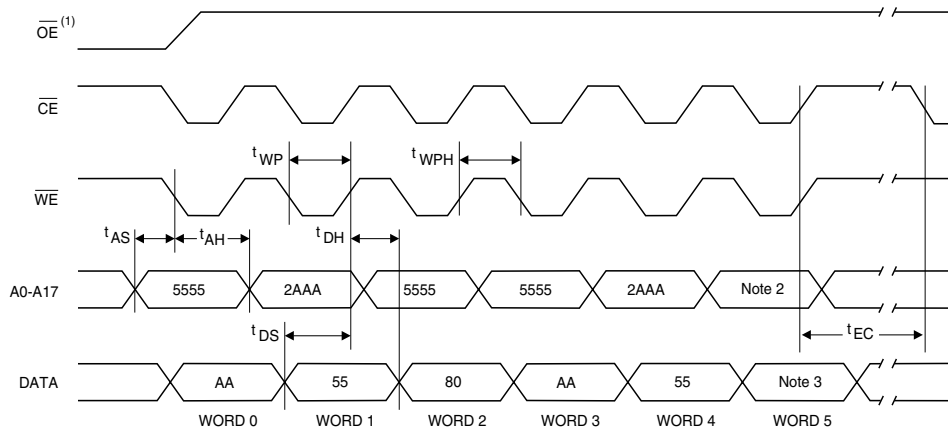 OE (1)
CE
t WP
t WPH
WE
t AS
t AH
t DH
A0-A17
5555
2AAA
5555
5555
2AAA
Note 2
t DS
t EC
DATA
AA
55
80
AA
55
Note 3
WORD 0
WORD 1
WORD 2
WORD 3
WORD 4
WORD 5